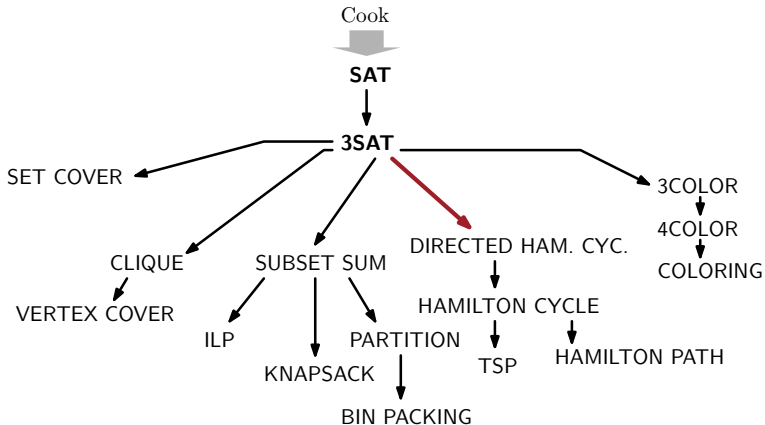 Cook
SAT
3SAT
SET COVER
3COLOR
4COLOR
DIRECTED HAM. CYC.
CLIQUE
SUBSET SUM
COLORING
VERTEX COVER
HAMILTON CYCLE
ILP
PARTITION
HAMILTON PATH
TSP
KNAPSACK
BIN PACKING